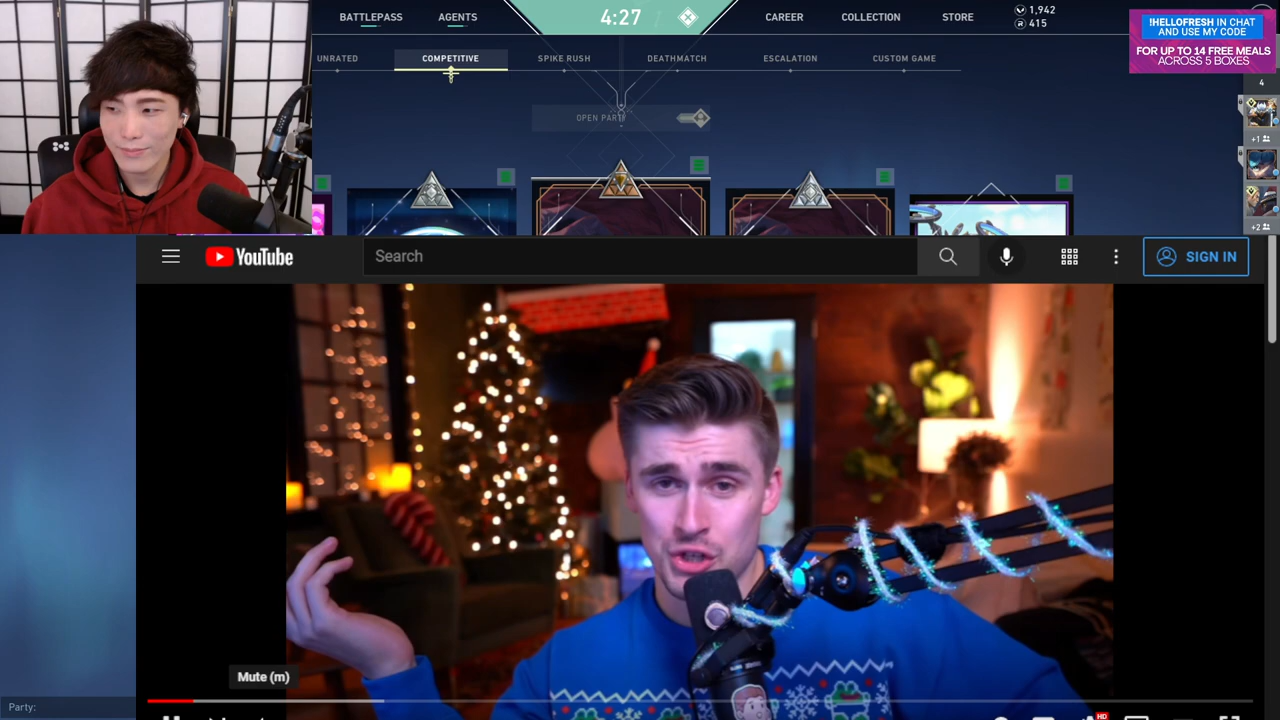 BATTLEPASS
AGENTS
4:27
CAREER
COLLECTION
STORE
1,942
415
!HELLOFRESH IN CHAT
AND USE MY CODE
FOR UP TO 14 FREE MEALS
ACROSS 5 BOXES
UNRATED
COMPETITIVE
SPIKE RUSH
DEATHMATCH
ESCALATION
CUSTOM GAME
4
OPEN PARTY
+1
+2
YouTube
Search
SIGN IN
Mute (m)
Party:
HD